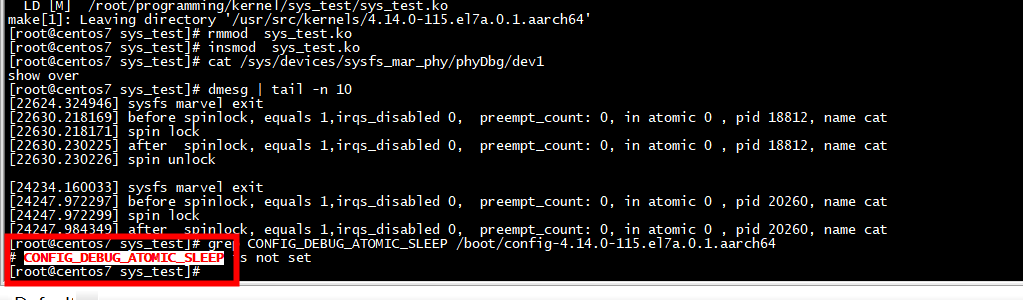 LD [M]  /root/programming/kernel/sys_test/sys_test.ko
make[1]: Leaving directory '/usr/src/kernels/4.14.0-115.el7a.0.1.aarch64'
[root@centos7 sys_test]# rmmod  sys_test.ko
[root@centos7 sys_test]# insmod  sys_test.ko
[root@centos7 sys_test]# cat /sys/devices/sysfs_mar_phy/phyDbg/dev1
show over
[root@centos7 sys_test]# dmesg | tail -n 10
[22624.324946] sysfs marvel exit
[22630.218169] before spinlock, equals 1,irqs_disabled 0,  preempt_count: 0, in atomic 0 , pid 18812, name cat
[22630.218171] spin lock
[22630.230225] after  spinlock, equals 1,irqs_disabled 0,  preempt_count: 0, in atomic 0 , pid 18812, name cat
[22630.230226] spin unlock
[24234.160033] sysfs marvel exit
[24247.972297] before spinlock, equals 1,irqs_disabled 0,  preempt_count: 0, in atomic 0 , pid 20260, name cat
[24247.972299] spin lock
[24247.984349] after  spinlock, equals 1,irqs_disabled 0,  preempt_count: 0, in atomic 0 , pid 20260, name cat
[root@centos7 sys_test]# grep CONFIG_DEBUG_ATOMIC_SLEEP /boot/config-4.14.0-115.el7a.0.1.aarch64
# CONFIG_DEBUG_ATOMIC_SLEEP is not set
[root@centos7 sys_test]#